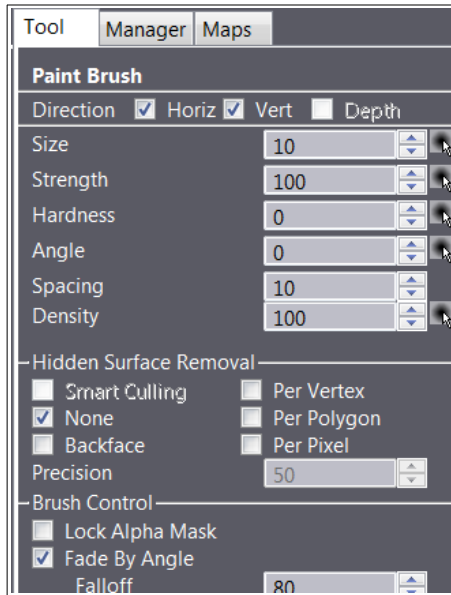 Tool Manager Maps
Paint Brush
Direction Horiz Vert Depth
Size 10
Strength 100
Hardness 0
Angle 0
Spacing 10
Density 100
Hidden Surface Removal
Smart Culling Per Vertex
None Per Polygon
Backface Per Pixel
Precision 50
Brush Control
Lock Alpha Mask
Fade By Angle
Falloff 80